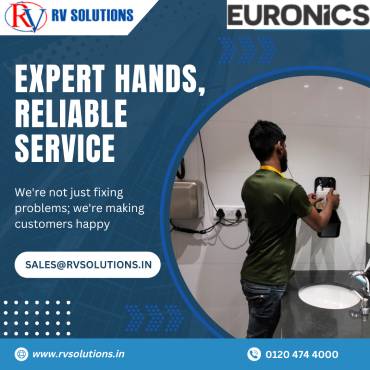 RV RV SOLUTIONS
EURONICS
EXPERT HANDS,
RELIABLE
SERVICE
We're not just fixing
problems; we're making
customers happy
SALES@RVSOLUTIONS.IN
www.rvsolutions.in
0120 474 4000